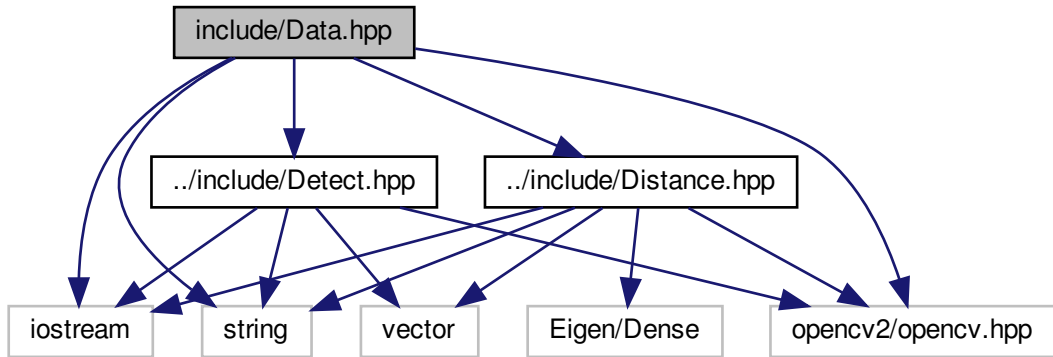 include/Data.hpp
../include/Detect.hpp
../include/Distance.hpp
iostream
string
vector
Eigen/Dense
opencv2/opencv.hpp